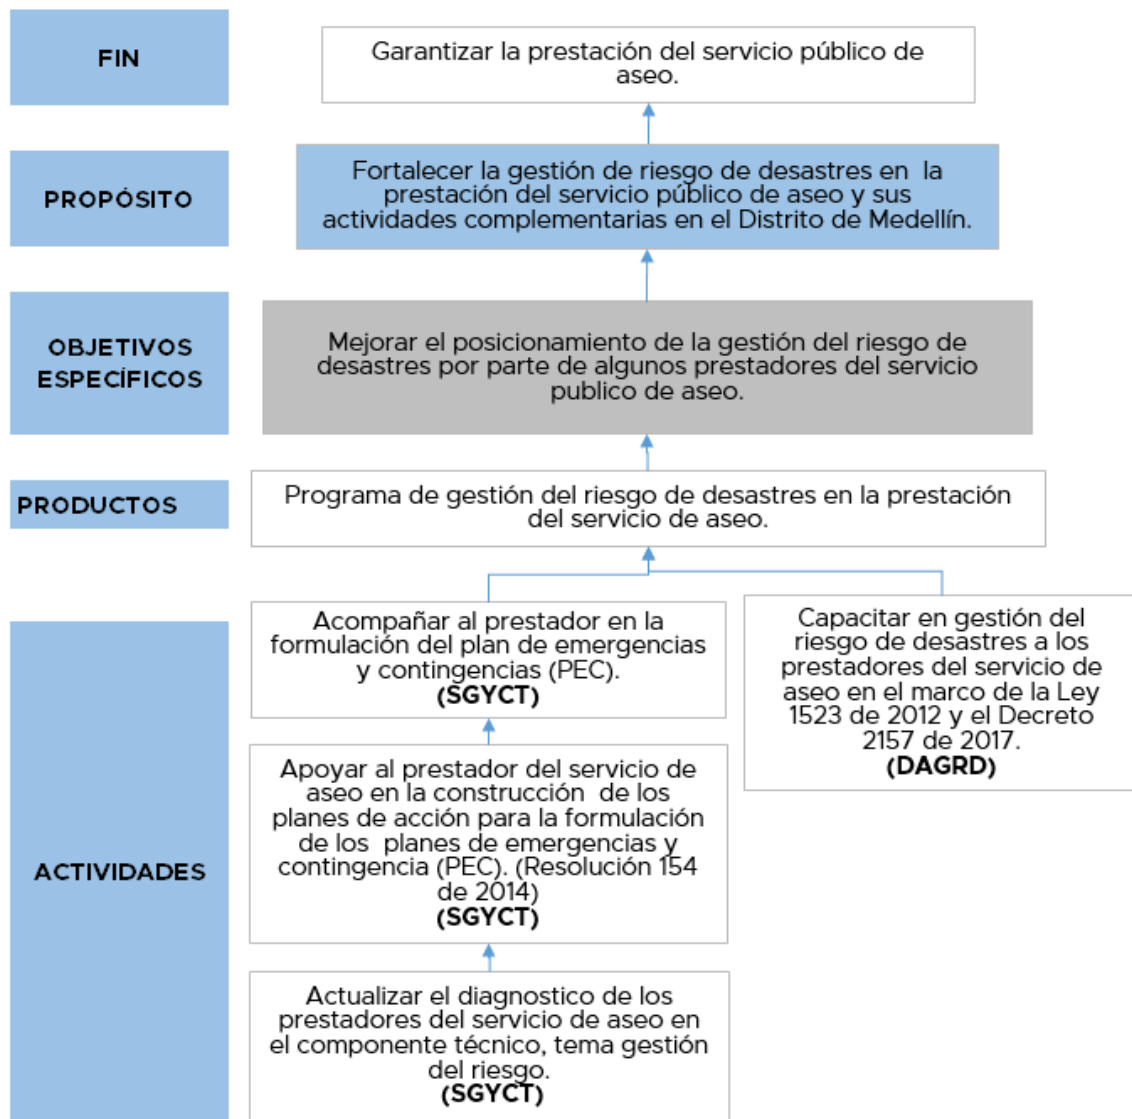 FIN
Garantizar la prestación del servicio público de
aseo.
PROPÓSITO
Fortalecer la gestión de riesgo de desastres en la
prestación del servicio público de aseo y sus
actividades complementarias en el Distrito de Medellín.
OBJETIVOS
ESPECÍFICOS
Mejorar el posicionamiento de la gestión del riesgo de
desastres por parte de algunos prestadores del servicio
publico de aseo.
PRODUCTOS
Programa de gestión del riesgo de desastres en la prestación
del servicio de aseo.
ACTIVIDADES
Acompañar al prestador en la
formulación del plan de emergencias
y contingencias (PEC).
(SGYCT)
Capacitar en gestión del
riesgo de desastres a los
prestadores del servicio de
aseo en el marco de la Ley
1523 de 2012 y el Decreto
2157 de 2017.
(DAGRD)
Apoyar al prestador del servicio de
aseo en la construcción de los
planes de acción para la formulación
de los planes de emergencias y
contingencia (PEC). (Resolución 154
de 2014)
(SGYCT)
Actualizar el diagnostico de los
prestadores del servicio de aseo en
el componente técnico, tema gestión
del riesgo.
(SGYCT)